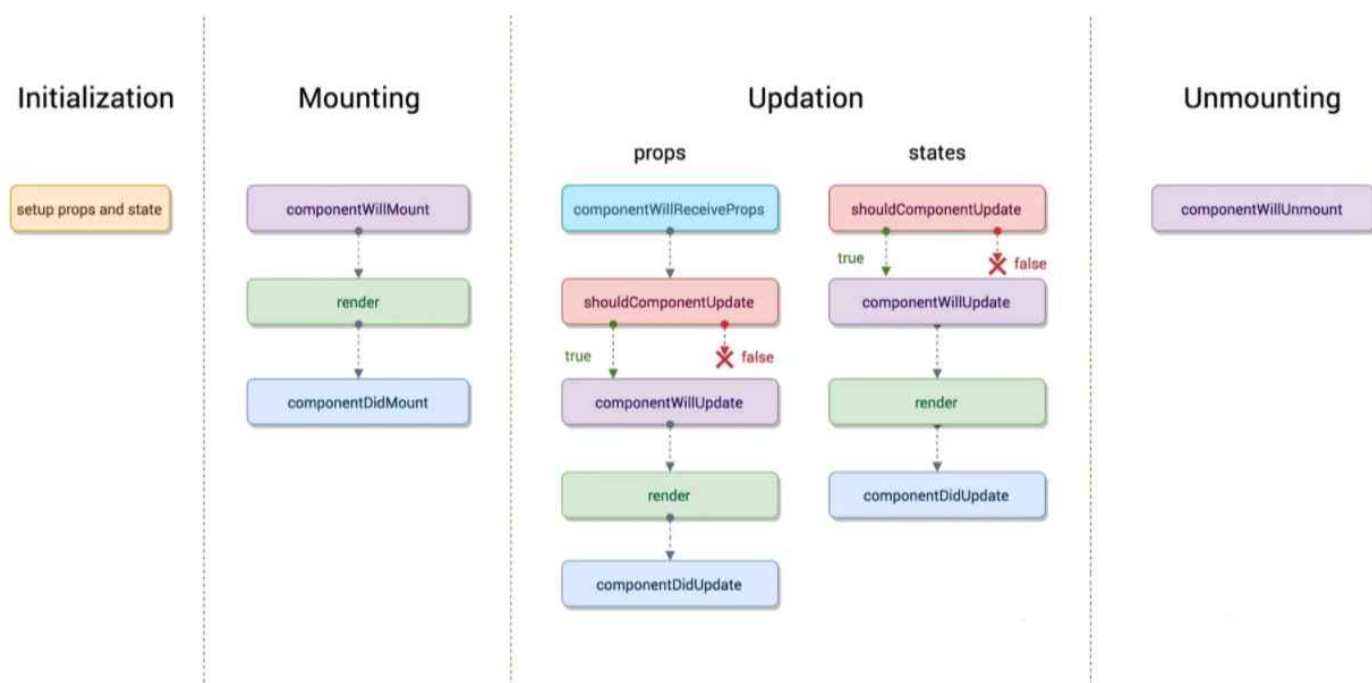 Initialization
setup props and state
Mounting
componentWillMount
render
componentDidMount
Updation
props
componentWillReceiveProps
shouldComponentUpdate
true
false
componentWillUpdate
render
componentDidUpdate
states
shouldComponentUpdate
true
false
componentWillUpdate
render
componentDidUpdate
Unmounting
componentWillUnmount